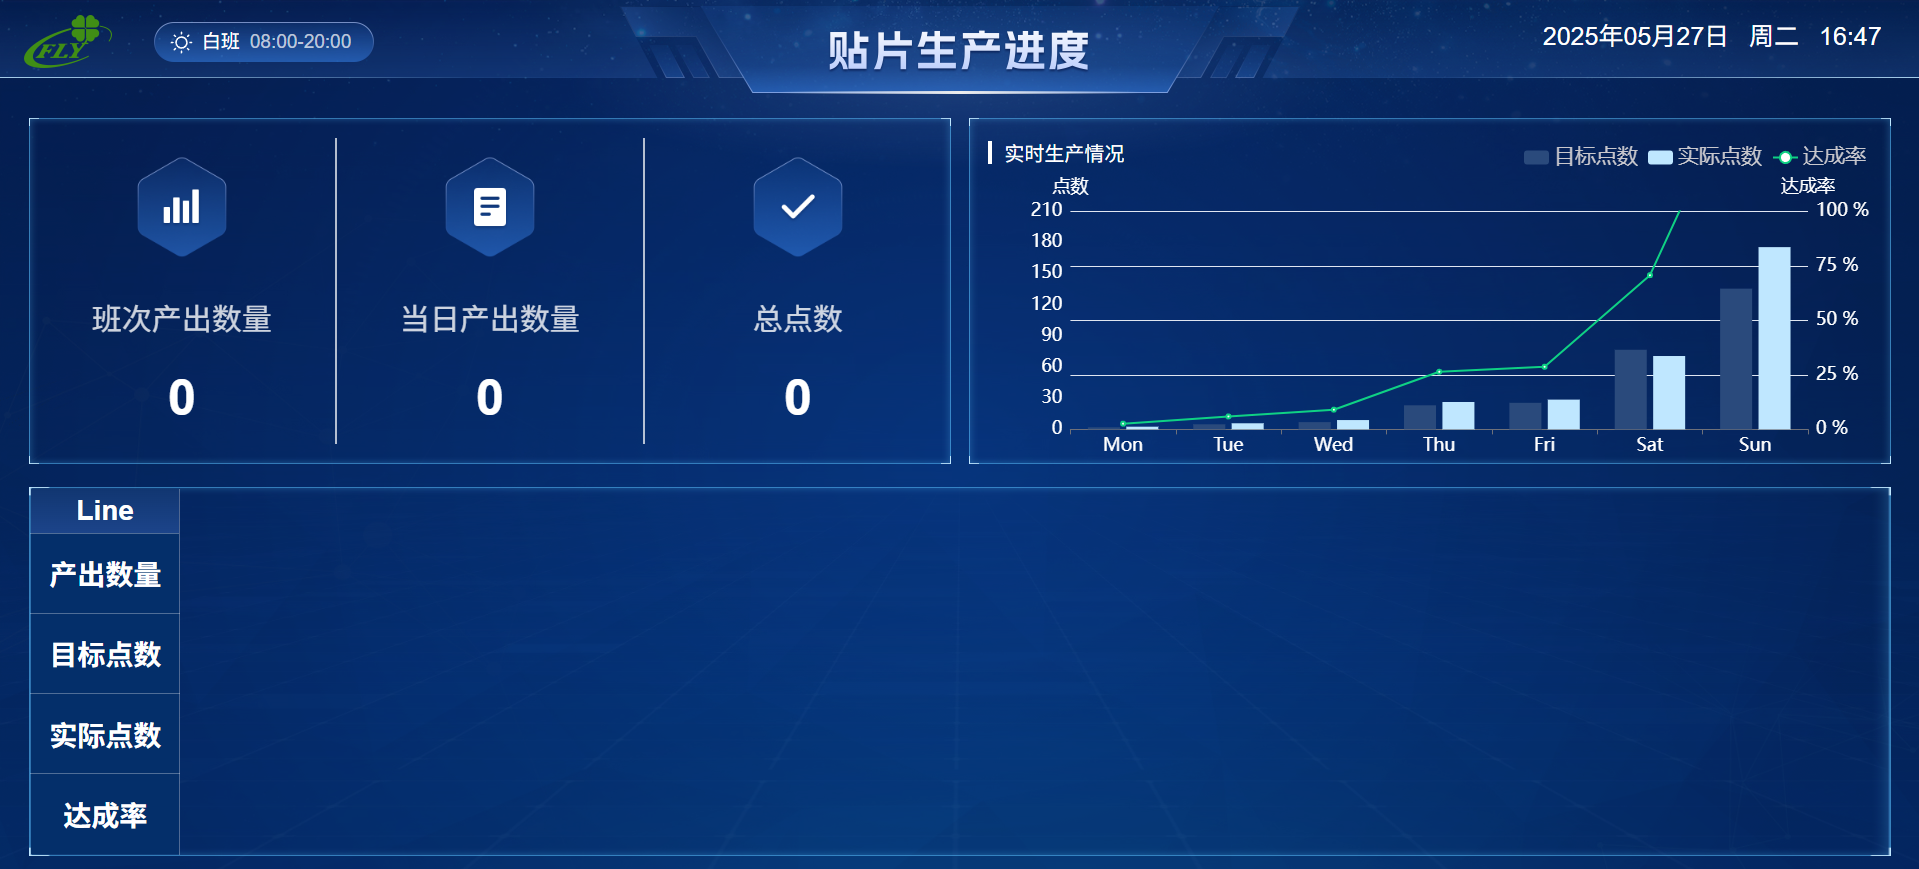 FLY
白班 08:00-20:00
贴片生产进度
2025年05月27日 周二 16:47
班次产出数量
0
当日产出数量
0
总点数
0
实时生产情况
目标点数 实际点数 达成率
点数
达成率
210
180
150
120
90
60
30
0
100 %
75 %
50 %
25 %
0 %
Mon Tue Wed Thu Fri Sat Sun
Line
产出数量
目标点数
实际点数
达成率